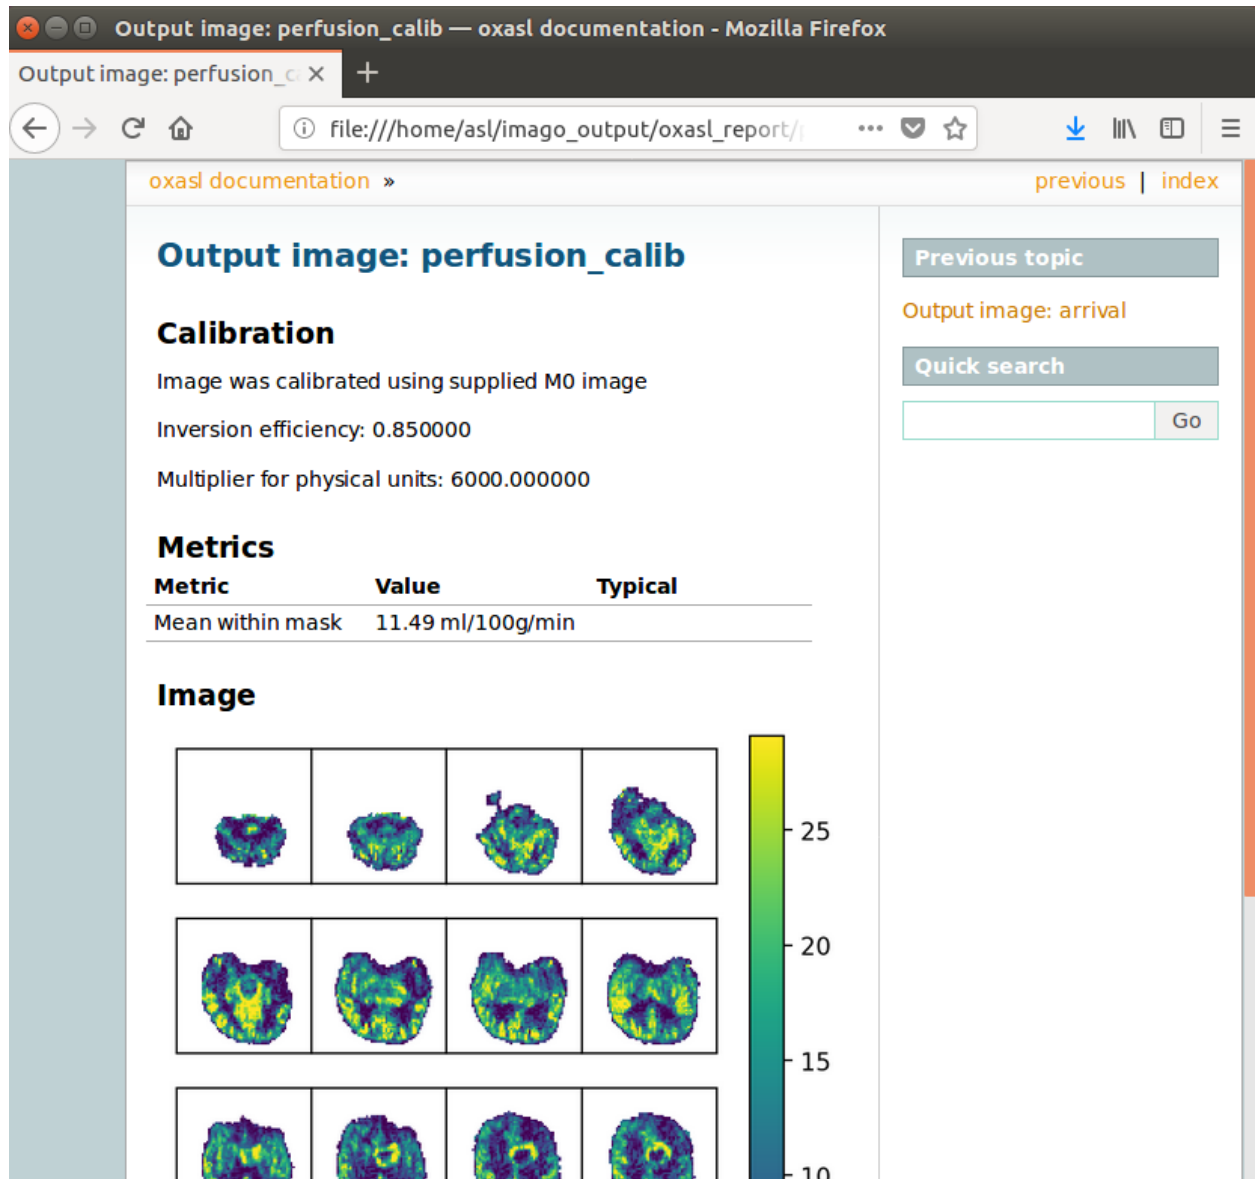 Output image: perfusion_calib — oxasl documentation - Mozilla Firefox
Output image: perfusion_c
file:///home/asl/imago_output/oxasl_report/
oxasl documentation »
previous | index
Output image: perfusion_calib
Calibration
Image was calibrated using supplied M0 image
Inversion efficiency: 0.850000
Multiplier for physical units: 6000.000000
Metrics
Metric Value Typical
Mean within mask 11.49 ml/100g/min
Image
25
20
15
10
Previous topic
Output image: arrival
Quick search
Go